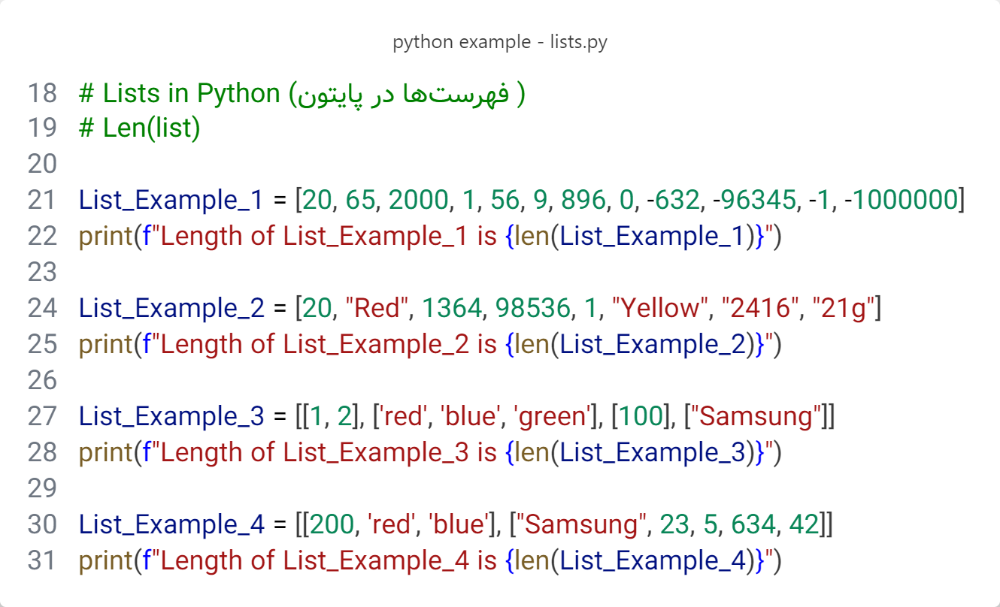 python example - lists.py
18 # Lists in Python (فهرست‌ها در پایتون )
19 # Len(list)
20
21 List_Example_1 = [20, 65, 2000, 1, 56, 9, 896, 0, -632, -96345, -1, -1000000]
22 print(f"Length of List_Example_1 is {len(List_Example_1)}")
23
24 List_Example_2 = [20, "Red", 1364, 98536, 1, "Yellow", "2416", "21g"]
25 print(f"Length of List_Example_2 is {len(List_Example_2)}")
26
27 List_Example_3 = [[1, 2], ['red', 'blue', 'green'], [100], ["Samsung"]]
28 print(f"Length of List_Example_3 is {len(List_Example_3)}")
29
30 List_Example_4 = [[200, 'red', 'blue'], ["Samsung", 23, 5, 634, 42]]
31 print(f"Length of List_Example_4 is {len(List_Example_4)}")